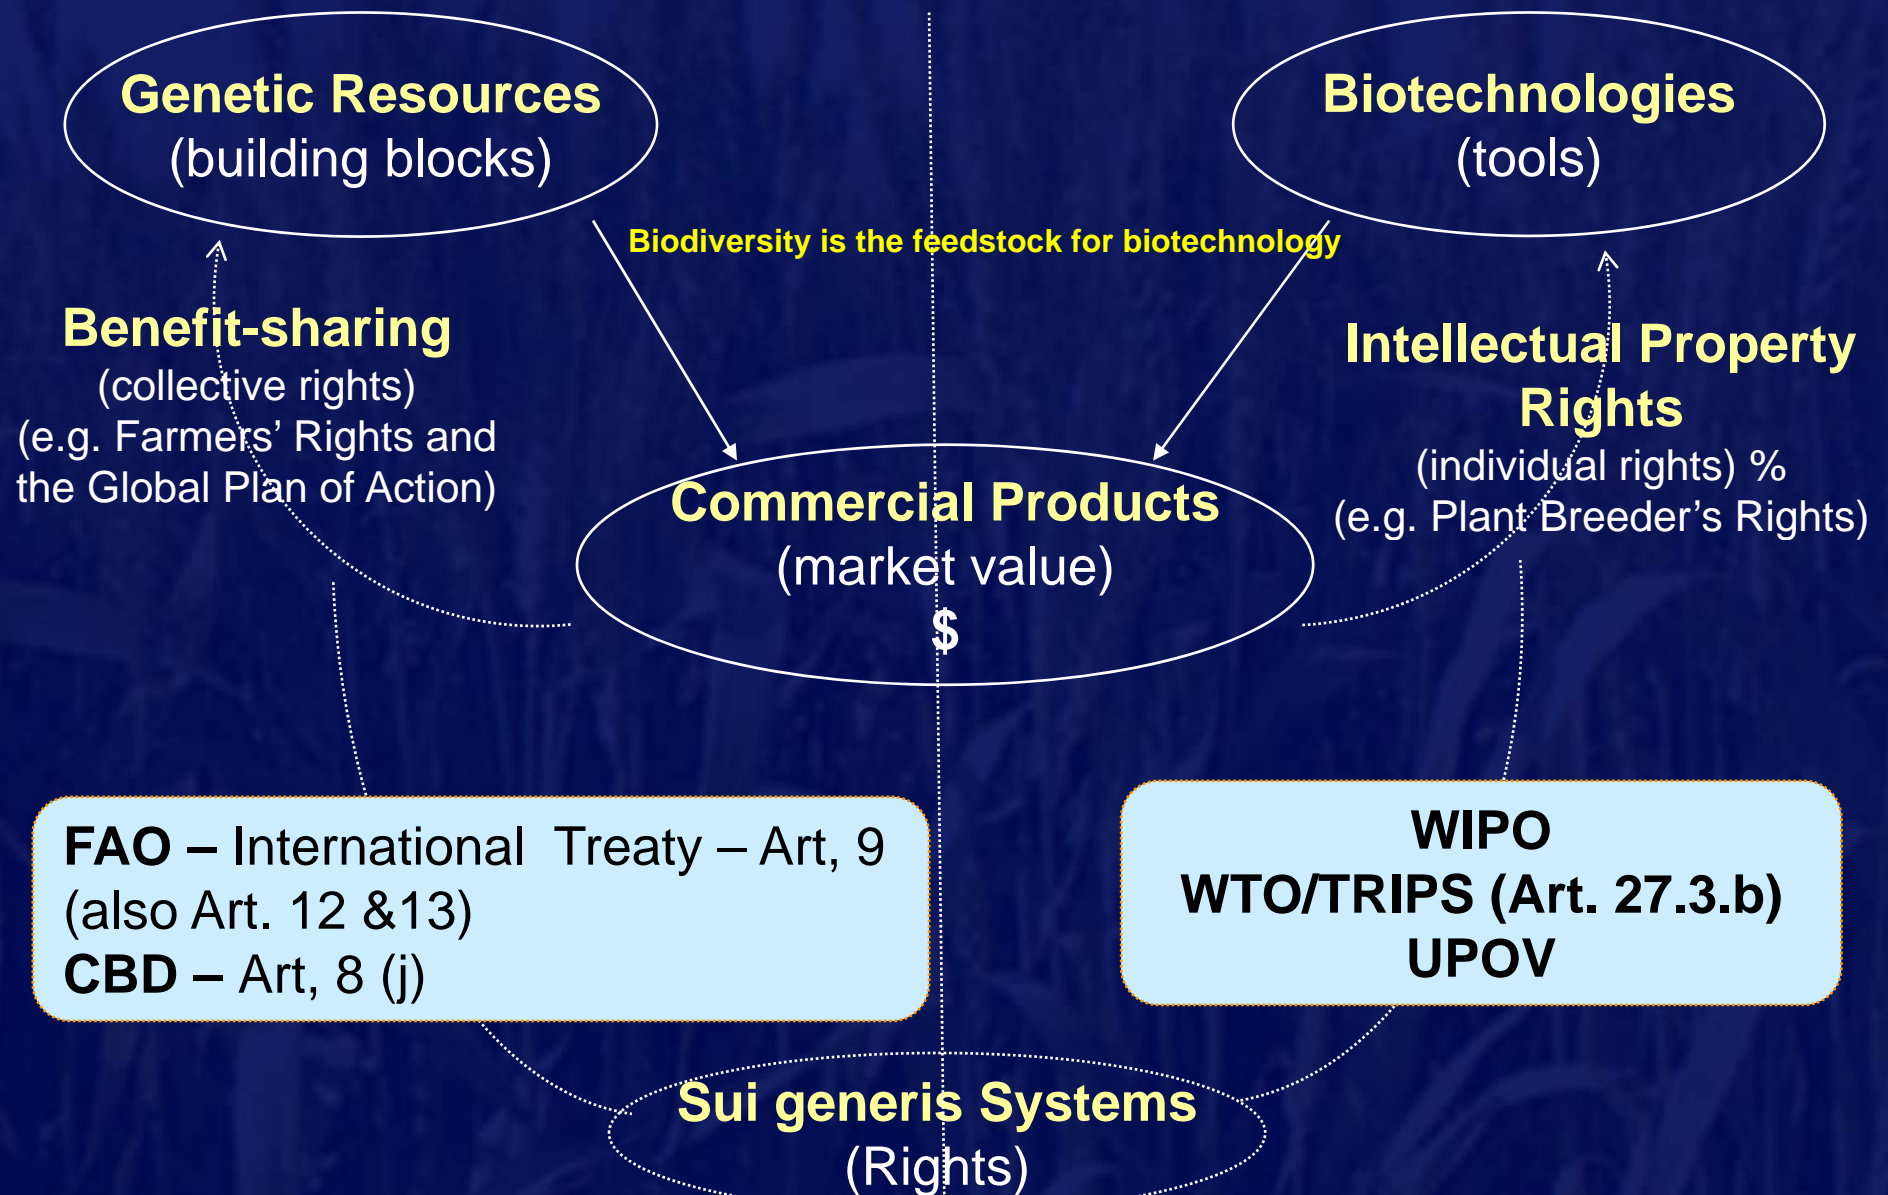 Genetic Resources
(building blocks)
Biotechnologies
(tools)
Biodiversity is the feedstock for biotechnology
Benefit-sharing
(collective rights)
(e.g. Farmers’ Rights and
the Global Plan of Action)
Intellectual Property
Rights
(individual rights) %
(e.g. Plant Breeder’s Rights)
Commercial Products
(market value)
$
FAO – International Treaty – Art, 9
(also Art. 12 &13)
CBD – Art, 8 (j)
WIPO
WTO/TRIPS (Art. 27.3.b)
UPOV
Sui generis Systems
(Rights)